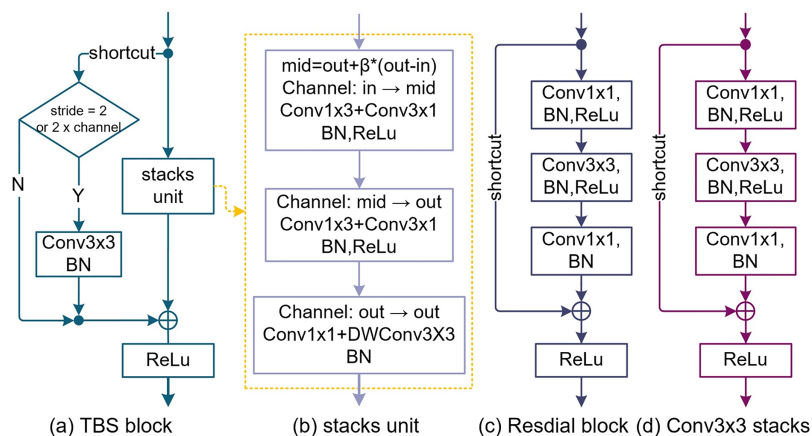 shortcut
stride = 2
or 2 x channel
N
Y
stacks
unit
Conv3x3
BN
ReLu
(a) TBS block
mid=out+β*(out-in)
Channel: in → mid
Conv1x3+Conv3x1
BN,ReLu
Channel: mid → out
Conv1x3+Conv3x1
BN,ReLu
Channel: out → out
Conv1x1+DWConv3X3
BN
(b) stacks unit
shortcut
Conv1x1,
BN,ReLu
Conv3x3,
BN,ReLu
Conv1x1,
BN
ReLu
(c) Resdial block
shortcut
Conv1x1,
BN,ReLu
Conv3x3,
BN,ReLu
Conv1x1,
BN
ReLu
(d) Conv3x3 stacks